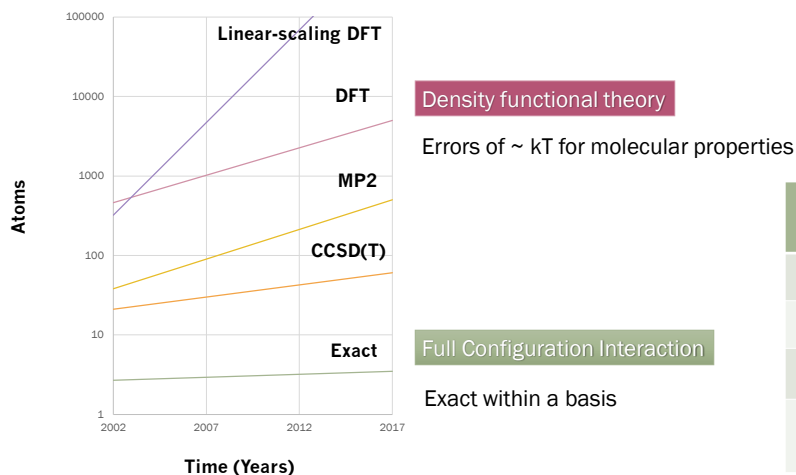 100000
Linear-scaling DFT
10000
DFT
Density functional theory
Errors of ~ kT for molecular properties
1000
MP2
Atoms
100
CCSD(T)
10
Exact
Full Configuration Interaction
Exact within a basis
1
2002
2007
2012
2017
Time (Years)